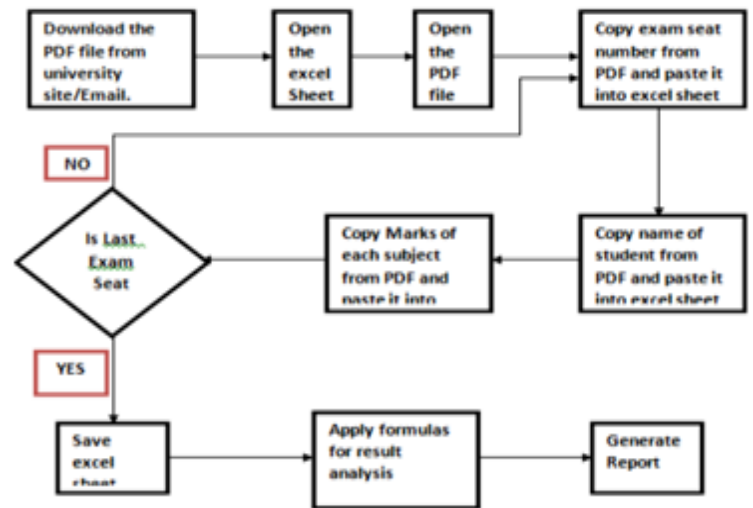 Download the
PDF file from
university
site/Email.
Open
the
excel
Sheet
Open
the
PDF
file
Copy exam seat
number from
PDF and paste it
into excel sheet
NO
Is Last
Exam
Seat
Copy Marks of
each subject
from PDF and
paste it into
Copy name of
student from
PDF and paste it
into excel sheet
YES
Save
excel
sheet
Apply formulas
for result
analysis
Generate
Report